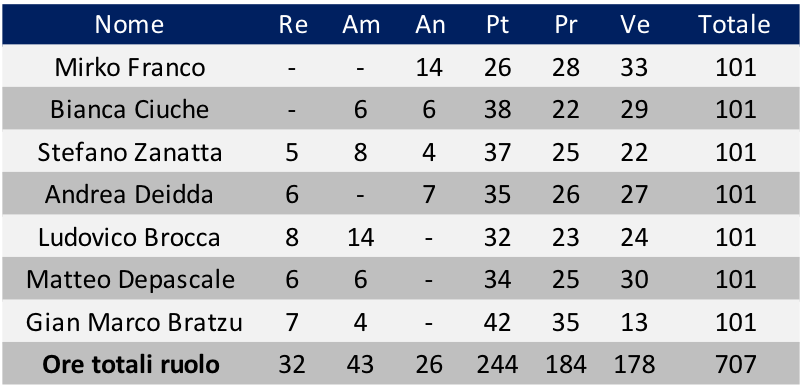 Nome Re Am An Pt Pr Ve Totale
Mirko Franco - - 14 26 28 33 101
Bianca Ciuche - 6 6 38 22 29 101
Stefano Zanatta 5 8 4 37 25 22 101
Andrea Deidda 6 - 7 35 26 27 101
Ludovico Brocca 8 14 - 32 23 24 101
Matteo Depascale 6 6 - 34 25 30 101
Gian Marco Bratzu 7 4 - 42 35 13 101
Ore totali ruolo 32 43 26 244 184 178 707